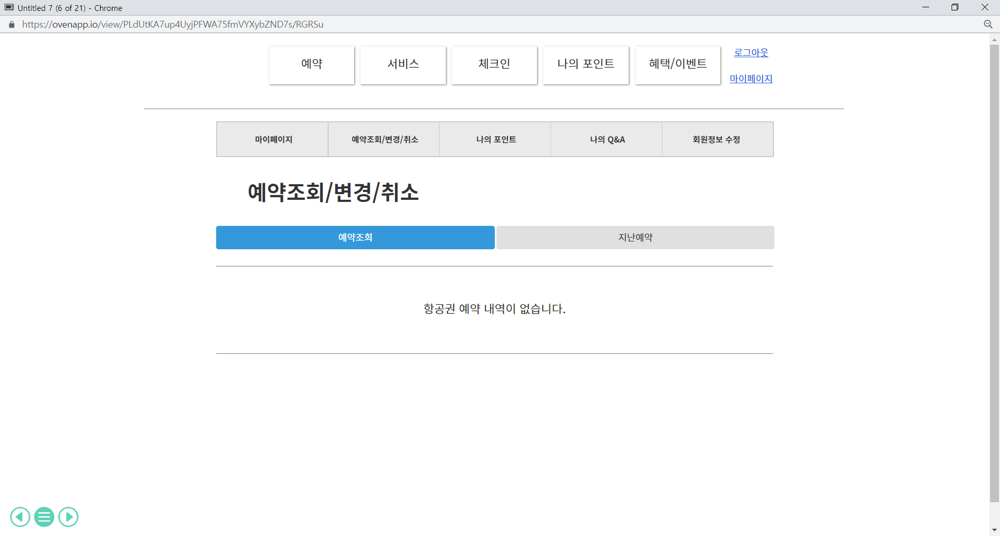 Untitled 7 (6 of 21) - Chrome
https://ovenapp.io/view/PLdUtKA7up4UyjPFWA75fmVYXybZND7s/RGRSu
예약 서비스 체크인 나의 포인트 혜택/이벤트 로그아웃
마이페이지
마이페이지 예약조회/변경/취소 나의 포인트 나의 Q&A 회원정보 수정
예약조회/변경/취소
예약조회 지난예약
항공권 예약 내역이 없습니다.